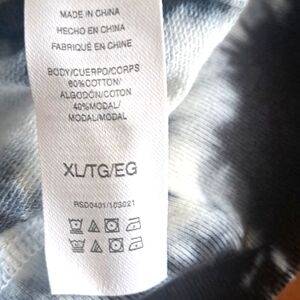 MADE IN CHINA
HECHO EN CHINA
FABRIQUÉ EN CHINE
BODY/CUERPO/CORPS
60%COTTON/
ALGODÓN/COTON
40%MODAL/
MODAL/MODAL
XL/TG/EG
RSD0401/103021